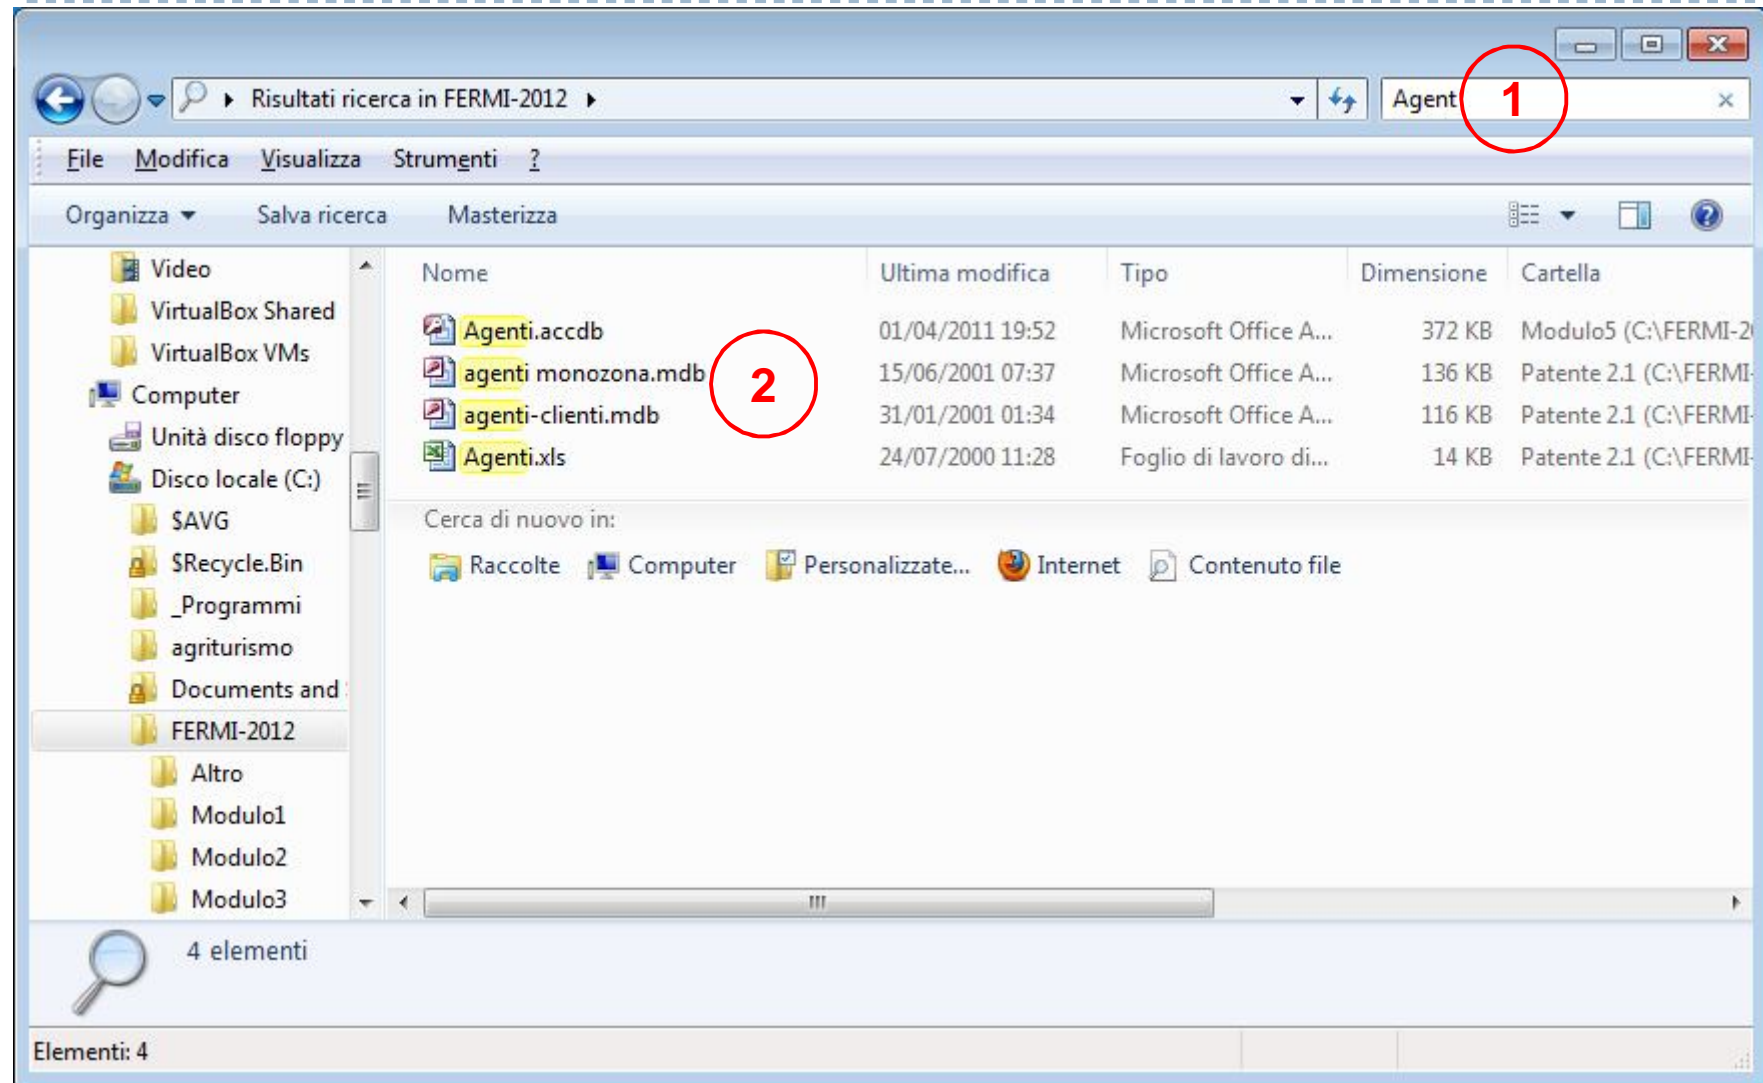 Risultati ricerca in FERMI-2012
Agent
1
File Modifica Visualizza Strumenti ?
Organizza Salva ricerca Masterizza
Video
VirtualBox Shared
VirtualBox VMs
Computer
Unità disco floppy
Disco locale (C:)
$AVG
$Recycle.Bin
_Programmi
agriturismo
Documents and
FERMI-2012
Altro
Modulo1
Modulo2
Modulo3
Nome Ultima modifica Tipo Dimensione Cartella
Agenti.accdb 01/04/2011 19:52 Microsoft Office A... 372 KB Modulo5 (C:\FERMI-2
agenti monozona.mdb 15/06/2001 07:37 Microsoft Office A... 136 KB Patente 2.1 (C:\FERMI-
agenti-clienti.mdb 31/01/2001 01:34 Microsoft Office A... 116 KB Patente 2.1 (C:\FERMI-
Agenti.xls 24/07/2000 11:28 Foglio di lavoro di... 14 KB Patente 2.1 (C:\FERMI-
2
Cerca di nuovo in:
Raccolte Computer Personalizzate... Internet Contenuto file
4 elementi
Elementi: 4